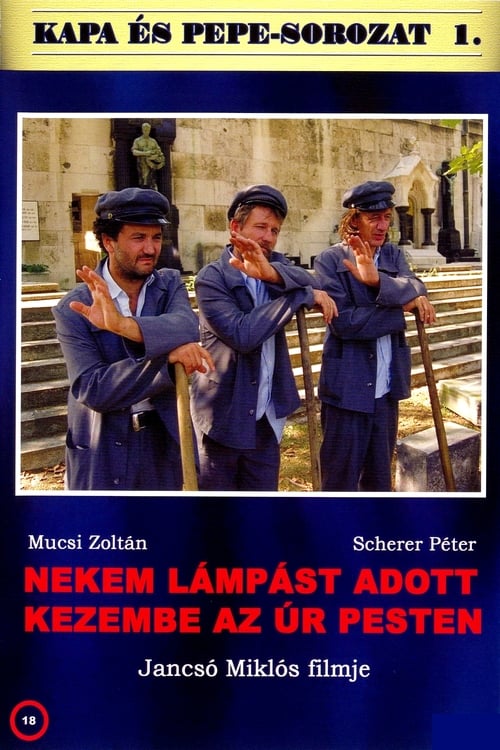 KAPA ÉS PEPE-SOROZAT 1.
Mucsi Zoltán
Scherer Péter
NEKEM LÁMPÁST ADOTT
KEZEMBE AZ ÚR PESTEN
Jancsó Miklós filmje
18